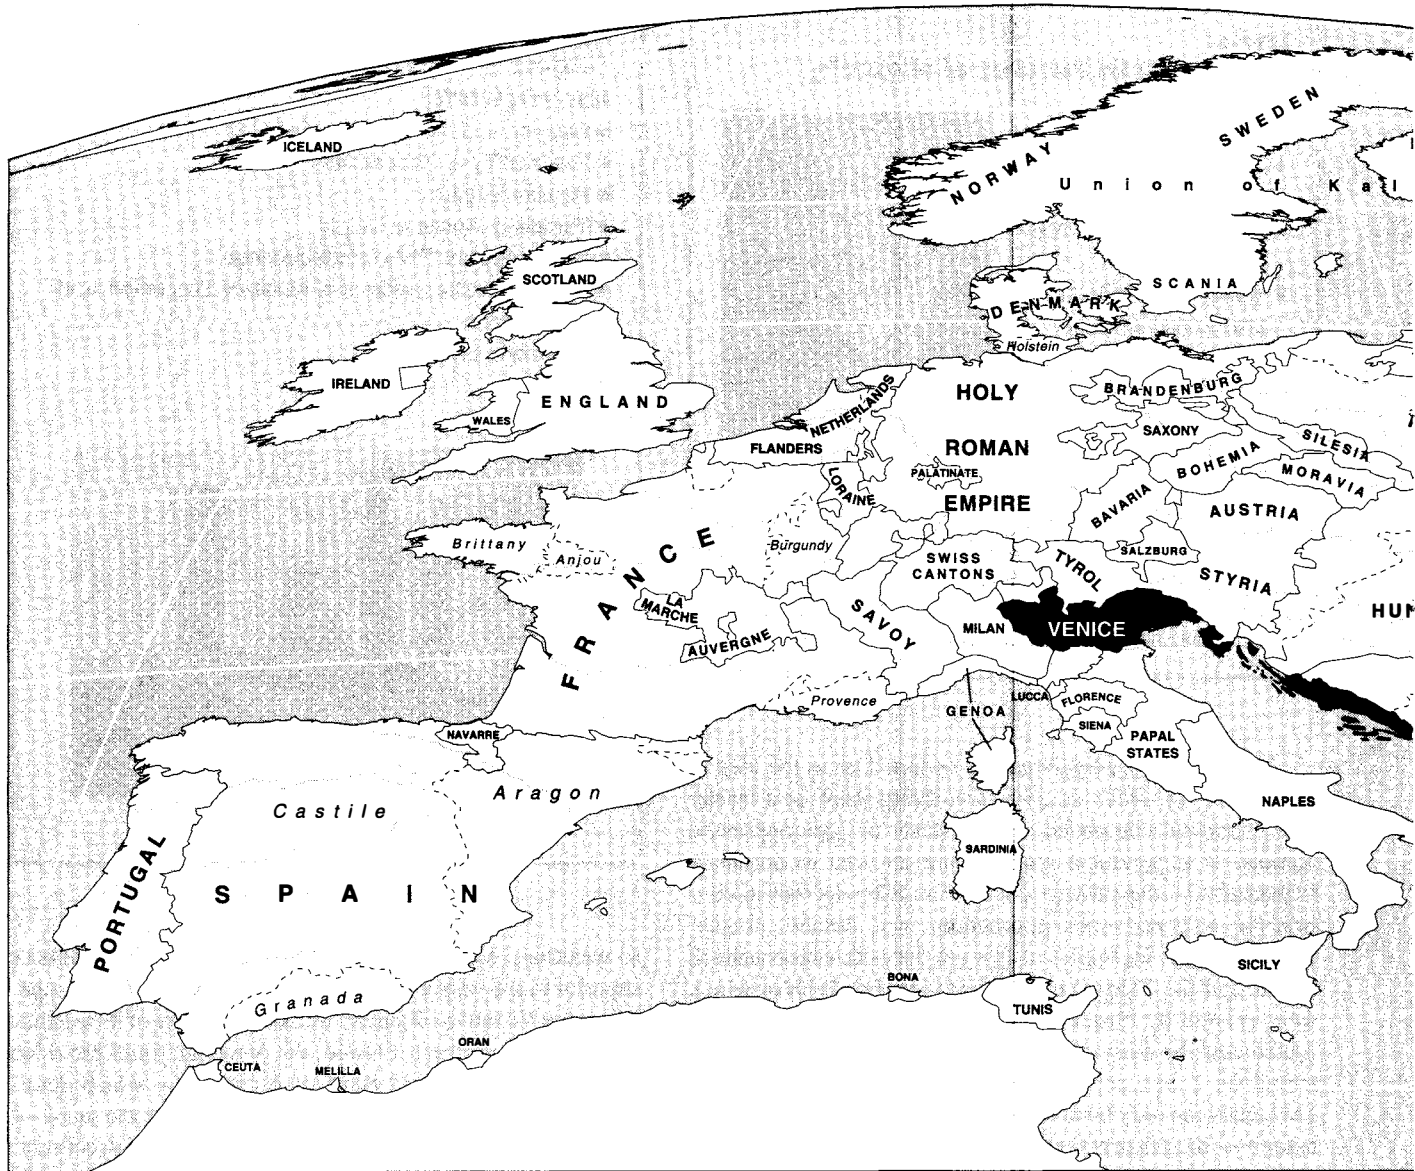 ICELAND
NORWAY
SWEDEN
Union of Kal
SCOTLAND
SCANIA
DENMARK
Holstein
IRELAND
WALES
ENGLAND
NETHERLANDS
FLANDERS
HOLY
ROMAN
EMPIRE
BRANDENBURG
SAXONY
SILESIA
BOHEMIA
MORAVIA
PALATINATE
LORAINE
BAVARIA
AUSTRIA
Brittany
Anjou
FRANCE
Burgundy
SWISS
CANTONS
TYROL
SALZBURG
STYRIA
LA
MARCHE
AUVERGNE
SAVOY
MILAN
VENICE
HUN
Provence
GENOA
LUCCA
FLORENCE
SIENA
PAPAL
STATES
NAVARRE
Castile
Aragon
NAPLES
PORTUGAL
SPAIN
SARDINIA
Granada
BONA
TUNIS
SICILY
CEUTA
MELILLA
ORAN